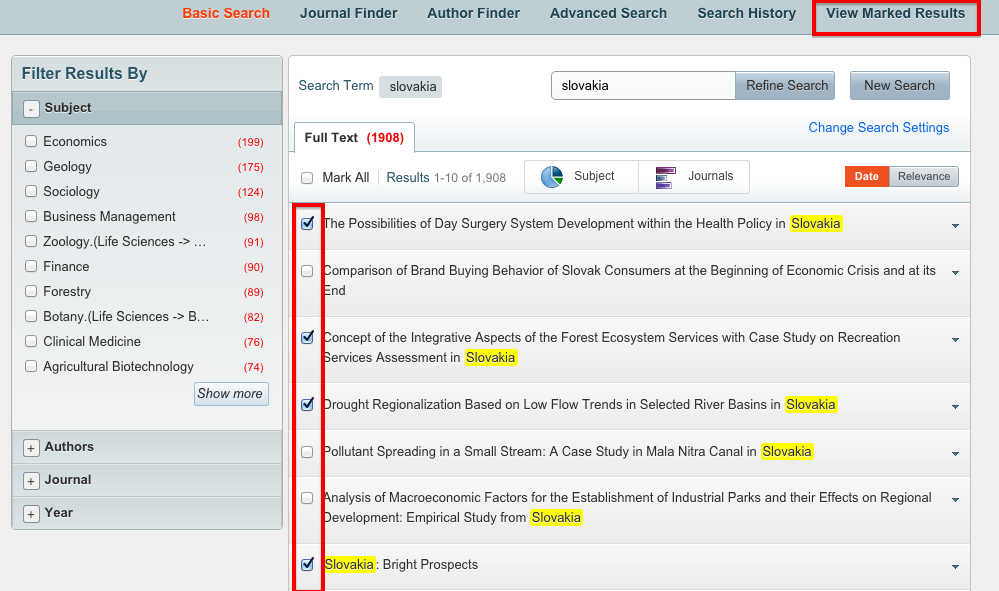 Basic Search Journal Finder Author Finder Advanced Search Search History View Marked Results
Filter Results By
- Subject
Economics (199)
Geology (175)
Sociology (124)
Business Management (98)
Zoology.(Life Sciences -> ... (91)
Finance (90)
Forestry (89)
Botany.(Life Sciences -> B... (82)
Clinical Medicine (76)
Agricultural Biotechnology (74)
Show more
+ Authors
+ Journal
+ Year
Search Term slovakia slovakia Refine Search New Search
Change Search Settings
Full Text (1908)
Mark All Results 1-10 of 1,908 Subject Journals Date Relevance
The Possibilities of Day Surgery System Development within the Health Policy in Slovakia
Comparison of Brand Buying Behavior of Slovak Consumers at the Beginning of Economic Crisis and at its
End
Concept of the Integrative Aspects of the Forest Ecosystem Services with Case Study on Recreation
Services Assessment in Slovakia
Drought Regionalization Based on Low Flow Trends in Selected River Basins in Slovakia
Pollutant Spreading in a Small Stream: A Case Study in Mala Nitra Canal in Slovakia
Analysis of Macroeconomic Factors for the Establishment of Industrial Parks and their Effects on Regional
Development: Empirical Study from Slovakia
Slovakia: Bright Prospects